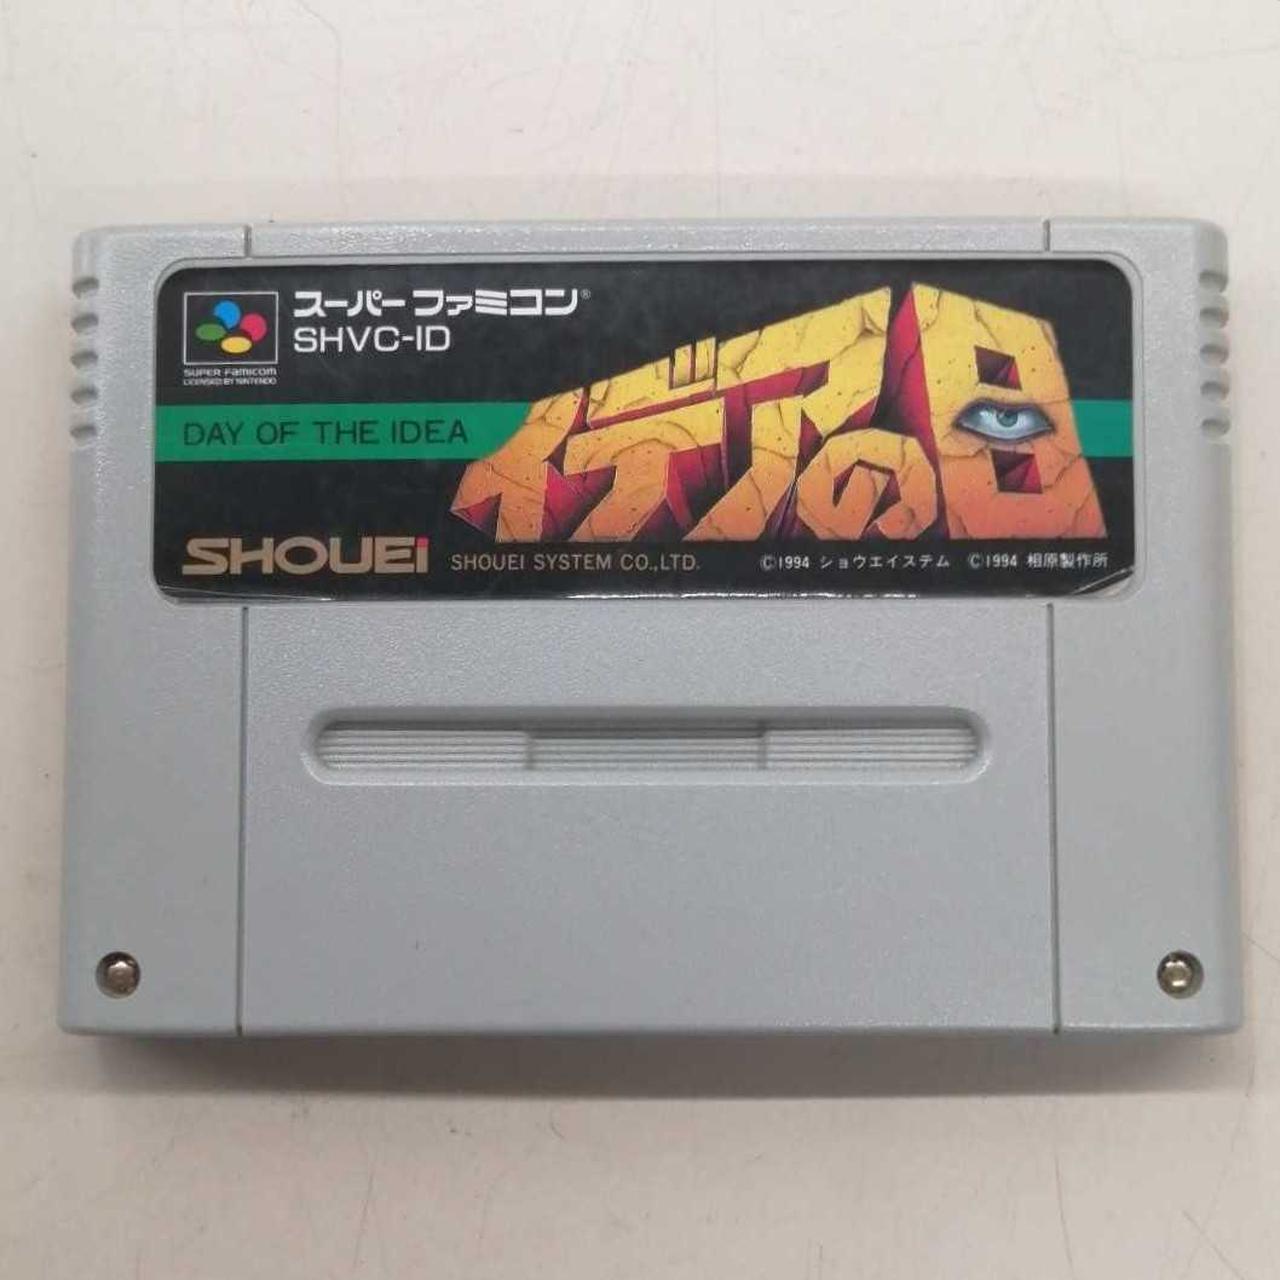 スーパーファミコン®
SHVC-ID
SUPER FAMICOM
LICENSED BY NINTENDO
DAY OF THE IDEA
イデアの日
SHOUEi
SHOUEI SYSTEM CO.,LTD.
©1994 ショウエイステム ©1994 相原製作所